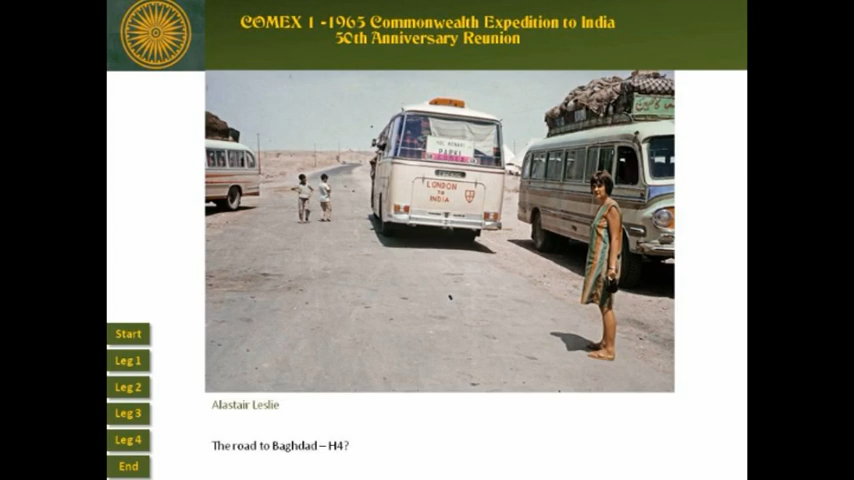 COMEX 1 -1965 Commonwealth Expedition to India
50th Anniversary Reunion
LONDON
TO
INDIA
Start
Leg 1
Leg 2
Leg 3
Leg 4
End
Alastair Leslie
The road to Baghdad – H4?